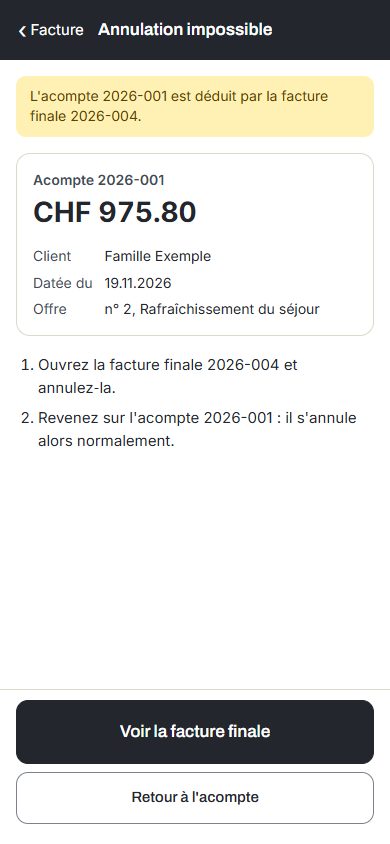 ‹ Facture Annulation impossible
L'acompte 2026-001 est déduit par la facture
finale 2026-004.
Acompte 2026-001
CHF 975.80
Client Famille Exemple
Datée du 19.11.2026
Offre n° 2, Rafraîchissement du séjour
1. Ouvrez la facture finale 2026-004 et
annulez-la.
2. Revenez sur l'acompte 2026-001 : il s'annule
alors normalement.
Voir la facture finale
Retour à l'acompte